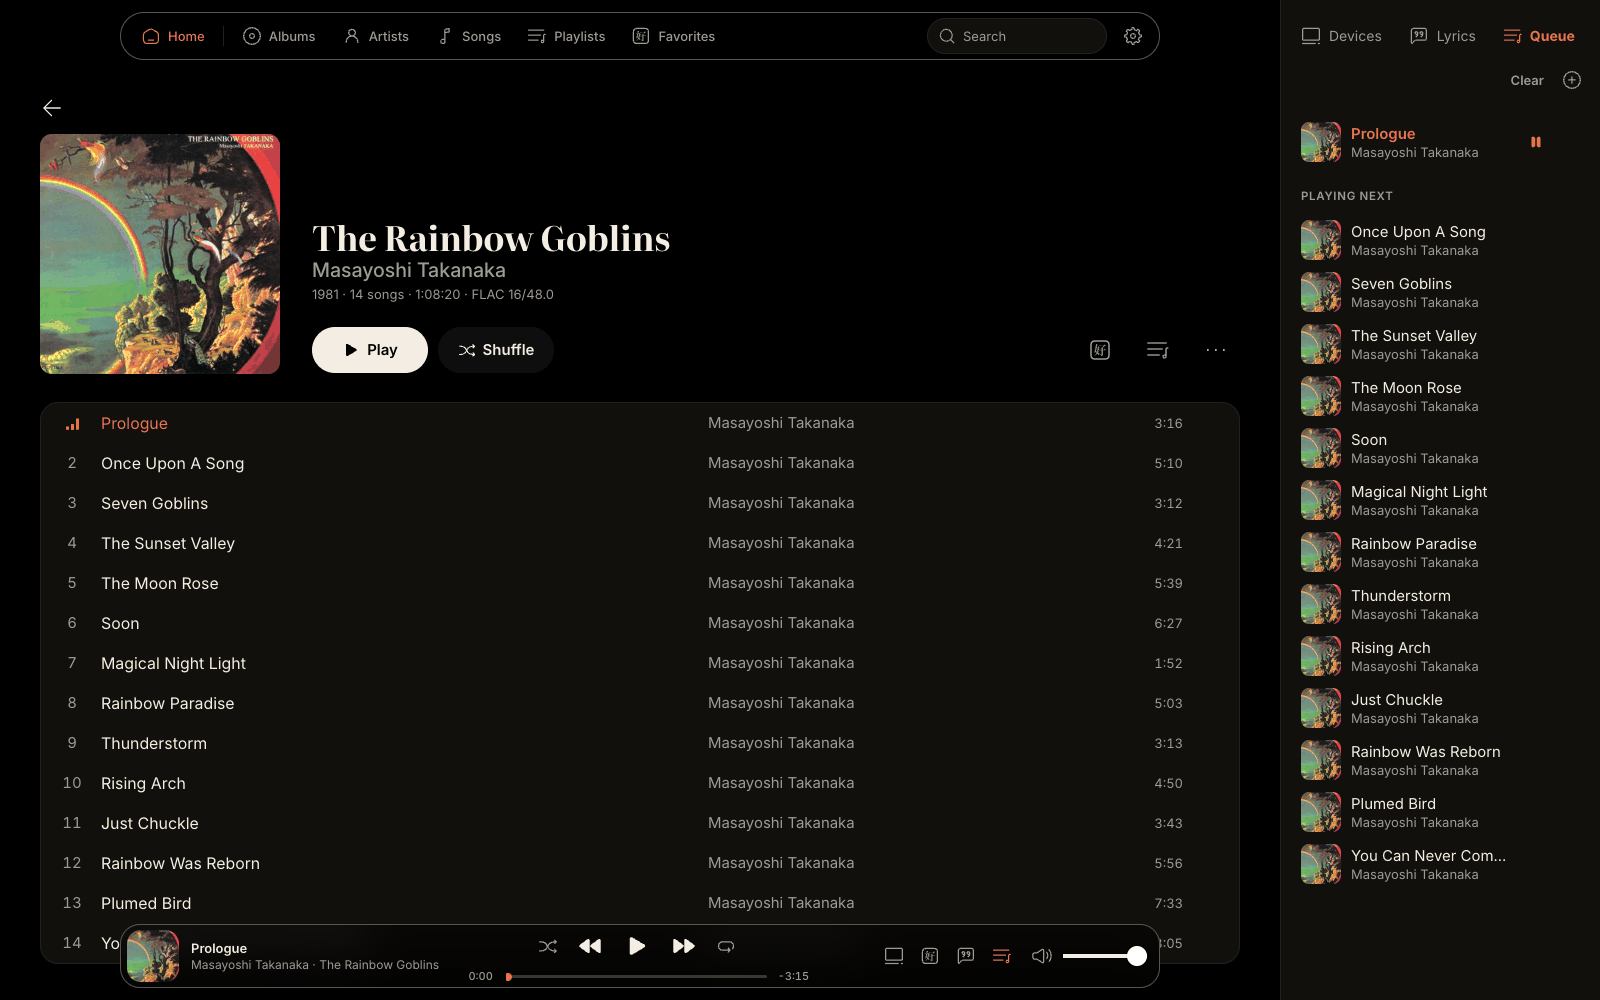 Home
Albums
Artists
Songs
Playlists
好 Favorites
Search
Devices
Lyrics
Queue
Clear
THE RAINBOW GOBLINS
Masayoshi TAKANAKA
The Rainbow Goblins
Masayoshi Takanaka
1981 · 14 songs · 1:08:20 · FLAC 16/48.0
Play
Shuffle
好
Prologue Masayoshi Takanaka 3:16
2 Once Upon A Song Masayoshi Takanaka 5:10
3 Seven Goblins Masayoshi Takanaka 3:12
4 The Sunset Valley Masayoshi Takanaka 4:21
5 The Moon Rose Masayoshi Takanaka 5:39
6 Soon Masayoshi Takanaka 6:27
7 Magical Night Light Masayoshi Takanaka 1:52
8 Rainbow Paradise Masayoshi Takanaka 5:03
9 Thunderstorm Masayoshi Takanaka 3:13
10 Rising Arch Masayoshi Takanaka 4:50
11 Just Chuckle Masayoshi Takanaka 3:43
12 Rainbow Was Reborn Masayoshi Takanaka 5:56
13 Plumed Bird Masayoshi Takanaka 7:33
14 Yo :05
Prologue
Masayoshi Takanaka · The Rainbow Goblins
0:00 -3:15
好
Prologue
Masayoshi Takanaka
PLAYING NEXT
Once Upon A Song
Masayoshi Takanaka
Seven Goblins
Masayoshi Takanaka
The Sunset Valley
Masayoshi Takanaka
The Moon Rose
Masayoshi Takanaka
Soon
Masayoshi Takanaka
Magical Night Light
Masayoshi Takanaka
Rainbow Paradise
Masayoshi Takanaka
Thunderstorm
Masayoshi Takanaka
Rising Arch
Masayoshi Takanaka
Just Chuckle
Masayoshi Takanaka
Rainbow Was Reborn
Masayoshi Takanaka
Plumed Bird
Masayoshi Takanaka
You Can Never Com...
Masayoshi Takanaka